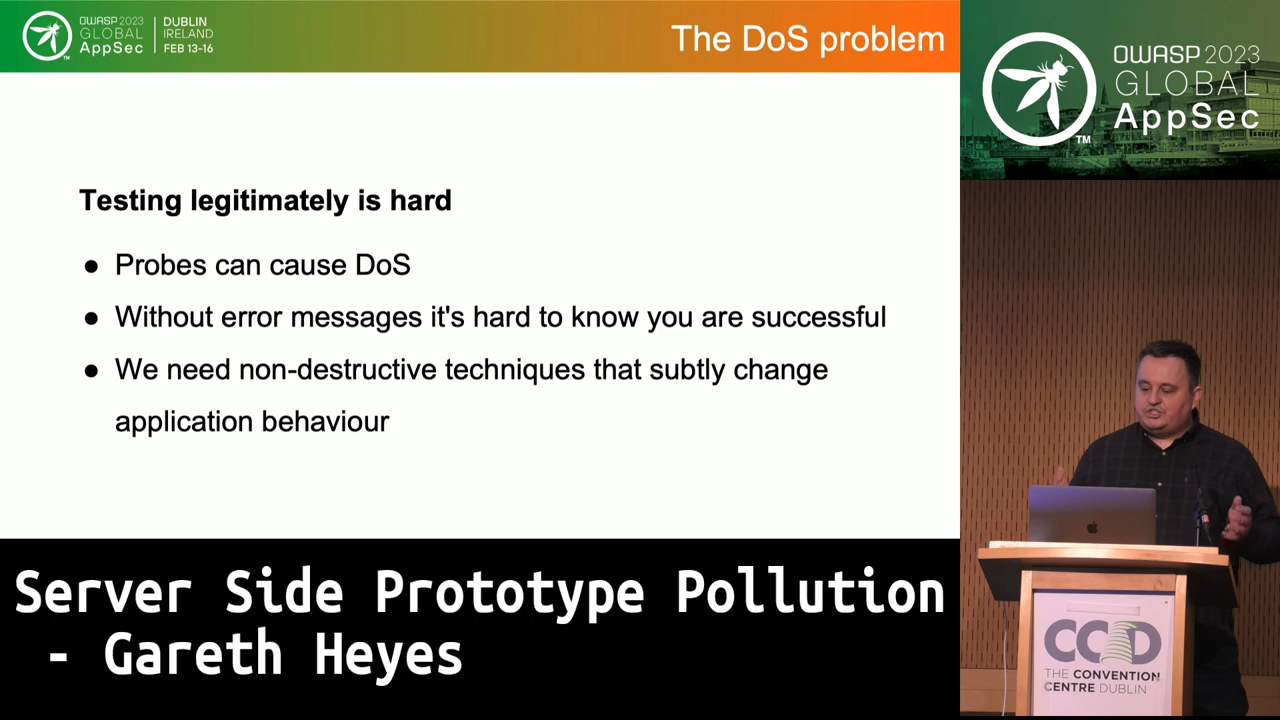 OWASP 2023
GLOBAL
AppSec
TM
DUBLIN
IRELAND
FEB 13-16
The DoS problem
Testing legitimately is hard
● Probes can cause DoS
● Without error messages it's hard to know you are successful
● We need non-destructive techniques that subtly change
application behaviour
Server Side Prototype Pollution
- Gareth Heyes
OWASP 2023
GLOBAL
AppSec
TM
CCD
THE CONVENTION
CENTRE DUBLIN